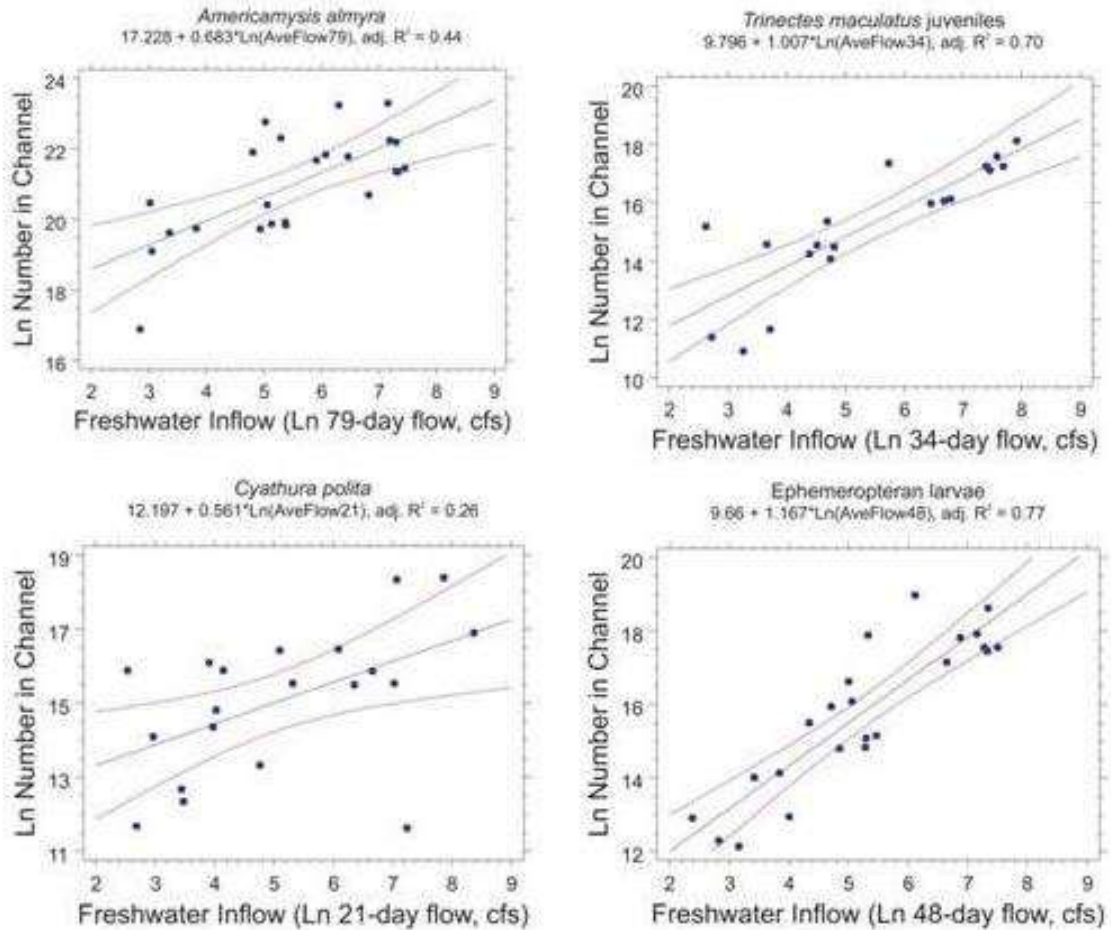 Americamysis almyra
17.228 + 0.683*Ln(AveFlow79), adj. R² = 0.44
24
22
20
18
16
Ln Number in Channel
2 3 4 5 6 7 8 9
Freshwater Inflow (Ln 79-day flow, cfs)
Trinectes maculatus juveniles
9.796 + 1.007*Ln(AveFlow34), adj. R² = 0.70
20
18
16
14
12
10
Ln Number in Channel
2 3 4 5 6 7 8 9
Freshwater Inflow (Ln 34-day flow, cfs)
Cyathura polita
12.197 + 0.561*Ln(AveFlow21), adj. R² = 0.26
19
17
15
13
11
Ln Number in Channel
2 3 4 5 6 7 8 9
Freshwater Inflow (Ln 21-day flow, cfs)
Ephemeropteran larvae
9.66 + 1.167*Ln(AveFlow48), adj. R² = 0.77
20
18
16
14
12
Ln Number in Channel
2 3 4 5 6 7 8 9
Freshwater Inflow (Ln 48-day flow, cfs)